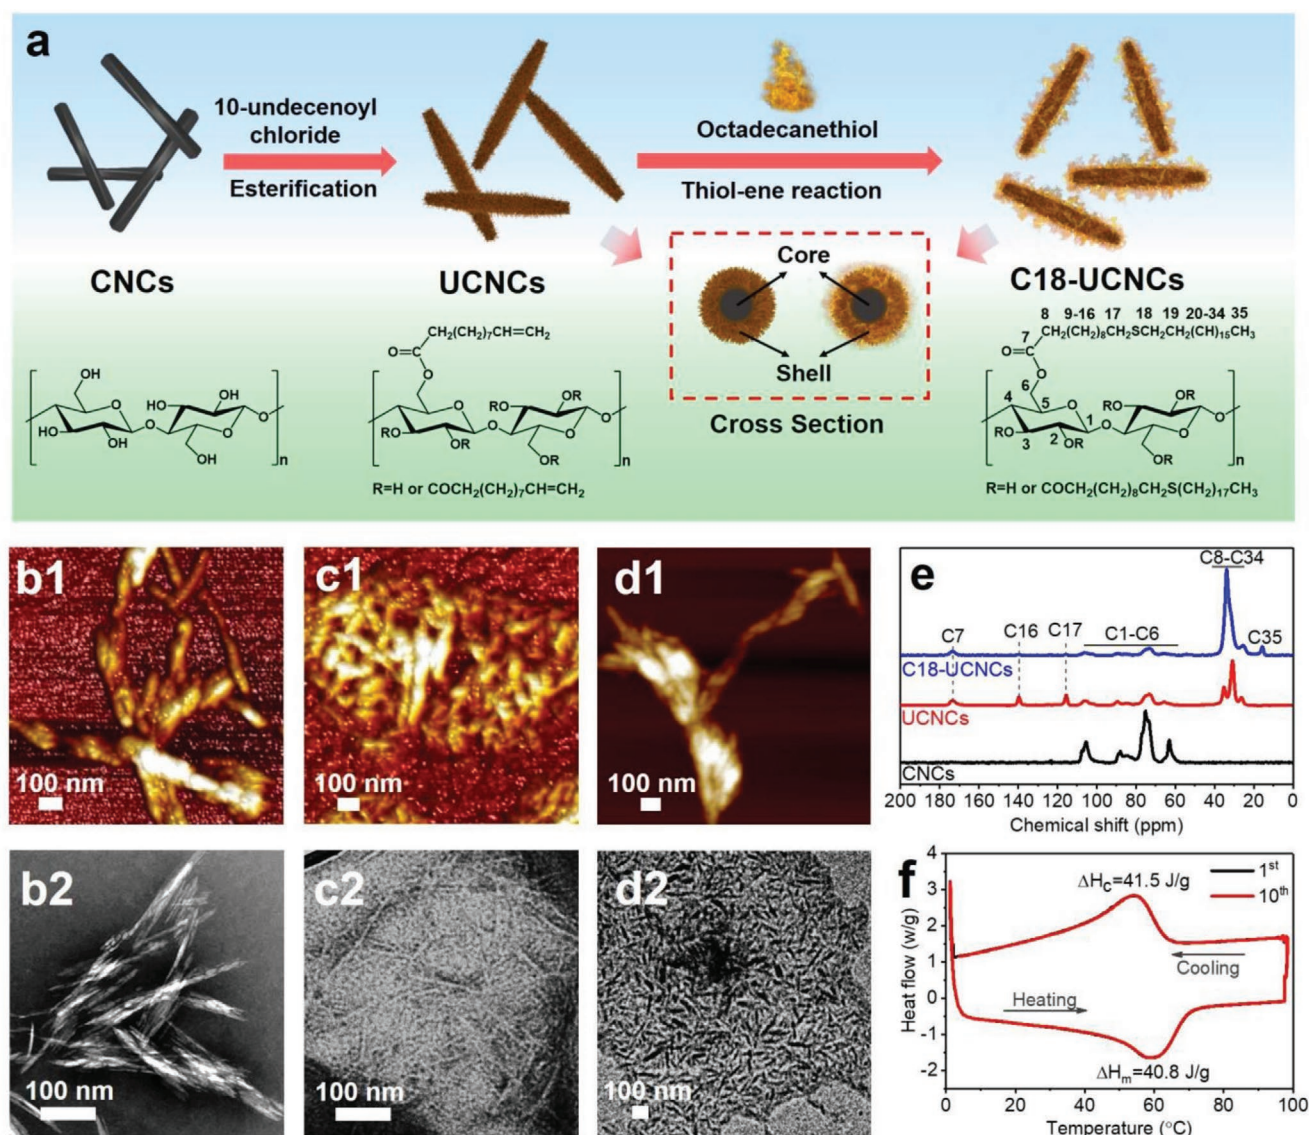 a
10-undecenoyl
chloride
Esterification
Octadecanethiol
Thiol-ene reaction
CNCs
UCNCs
Core
Shell
Cross Section
C18-UCNCs
OH
HO
OH
HO
OH
OH
O
O
O
O
n
CH₂(CH₂)₇CH=CH₂
O
O
RO
OR
RO
OR
OR
O
O
O
O
n
R=H or COCH₂(CH₂)₇CH=CH₂
8 9-16 17 18 19 20-34 35
7
CH₂(CH₂)₈CH₂SCH₂CH₂(CH)₁₅CH₃
O
O
6
4
5
RO
OR
RO
1
3
2
OR
OR
O
O
O
O
n
R=H or COCH₂(CH₂)₈CH₂S(CH₂)₁₇CH₃
b1
100 nm
c1
100 nm
d1
100 nm
e
C8-C34
C7
C16
C17
C1-C6
C35
C18-UCNCs
UCNCs
CNCs
200 180 160 140 120 100 80 60 40 20 0
Chemical shift (ppm)
b2
100 nm
c2
100 nm
d2
100 nm
f
ΔHc=41.5 J/g
1st
10th
Cooling
Heating
ΔHm=40.8 J/g
4
3
2
1
0
-1
-2
Heat flow (w/g)
0 20 40 60 80 100
Temperature (°C)